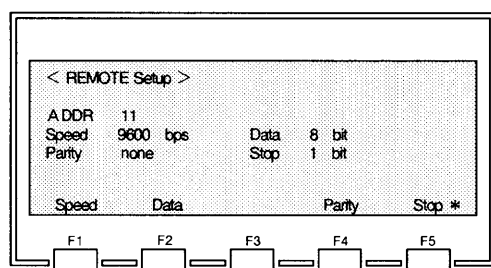 < REMOTE Setup >
ADDR 11
Speed 9600 bps Data 8 bit
Parity none Stop 1 bit
Speed Data Parity Stop *
F1 F2 F3 F4 F5